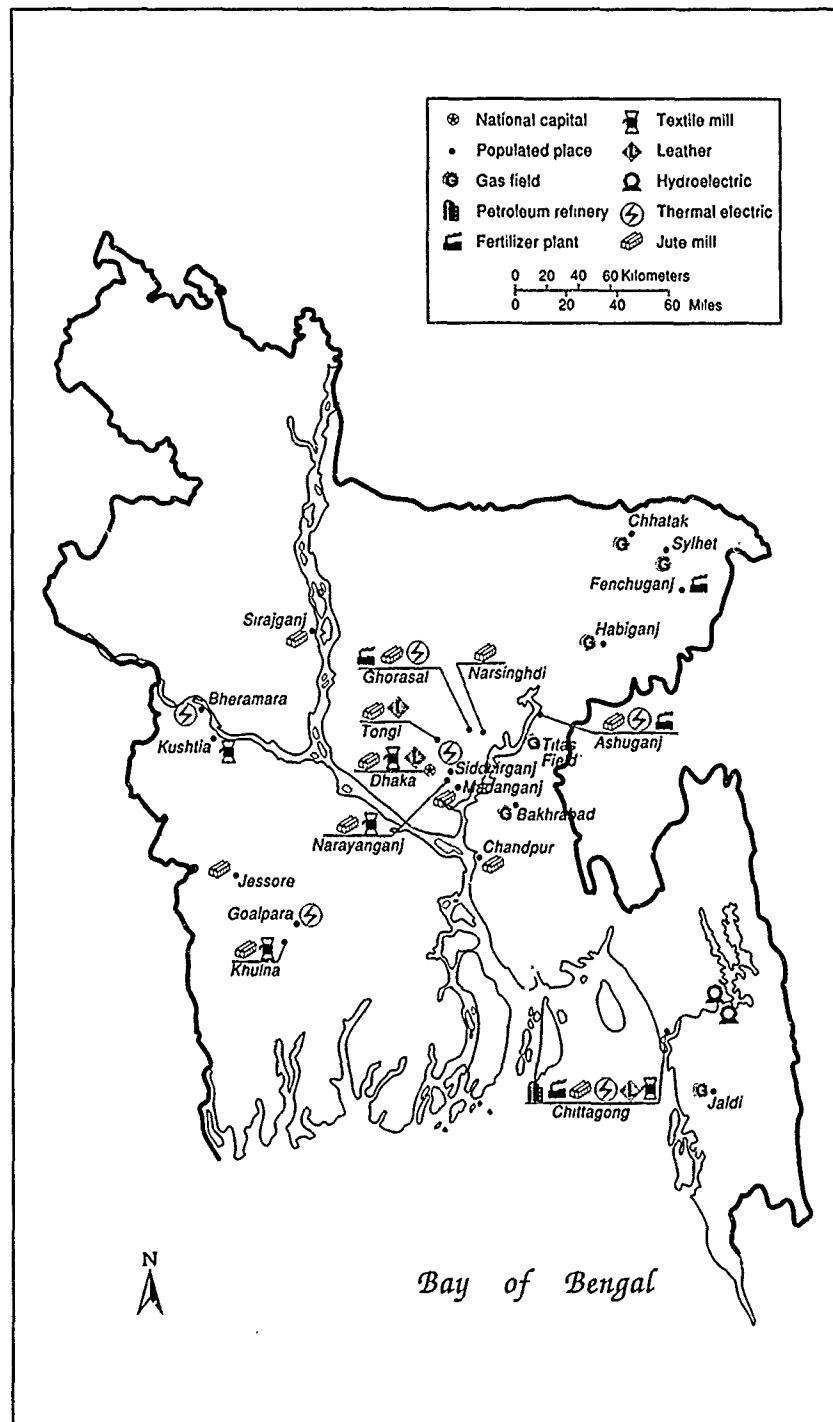 National capital
Textile mill
Populated place
Leather
Gas field
Hydroelectric
Petroleum refinery
Thermal electric
Fertilizer plant
Jute mill
0 20 40 60 Kilometers
0 20 40 60 Miles
Chhatak
Sylhet
Fenchuganj
Sirajganj
Habiganj
Ghorasal
Narsinghdi
Bheramara
Tongi
Kushtia
Titas
Field
Ashuganj
Dhaka
Siddhirganj
Madanganj
Bakhrabad
Narayanganj
Chandpur
Jessore
Goalpara
Khulna
Chittagong
Jaldi
N
Bay of Bengal